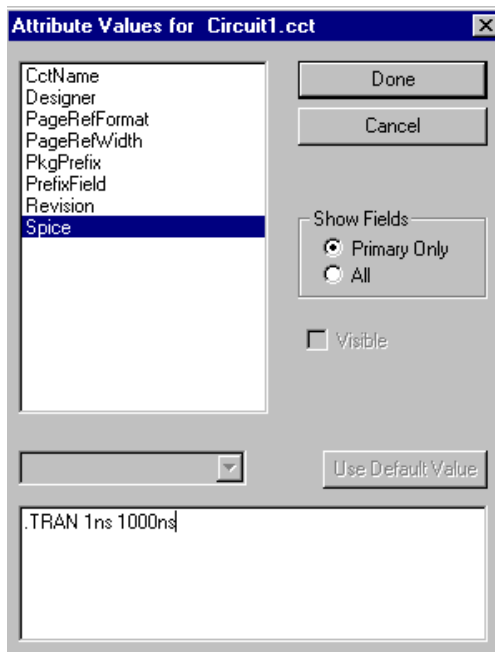 Attribute Values for Circuit1.cct
CctName
Designer
PageRefFormat
PageRefWidth
PkgPrefix
PrefixField
Revision
Spice
Done
Cancel
Show Fields
Primary Only
All
Visible
Use Default Value
.TRAN 1ns 1000ns